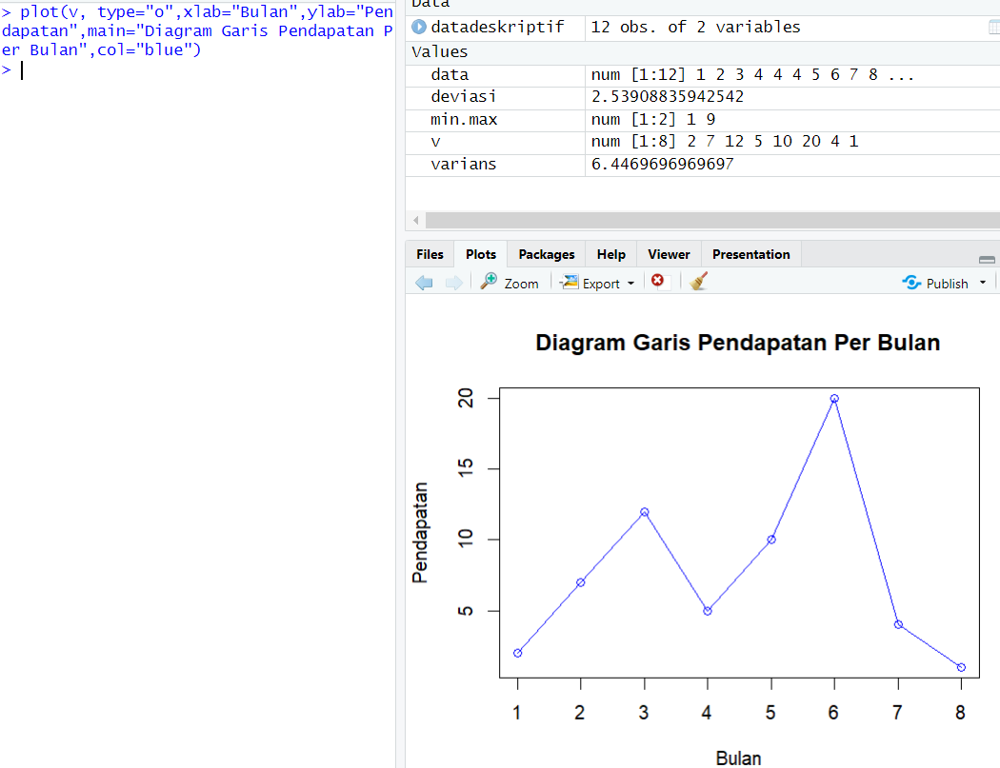 > plot(v, type="o",xlab="Bulan",ylab="Pen
dapatan",main="Diagram Garis Pendapatan P
er Bulan",col="blue")
>
Data
datadeskriptif 12 obs. of 2 variables
Values
data num [1:12] 1 2 3 4 4 4 5 6 7 8 ...
deviasi 2.53908835942542
min.max num [1:2] 1 9
v num [1:8] 2 7 12 5 10 20 4 1
varians 6.4469696969697
Files Plots Packages Help Viewer Presentation
Zoom Export Publish
Diagram Garis Pendapatan Per Bulan
20
15
10
5
Pendapatan
1 2 3 4 5 6 7 8
Bulan